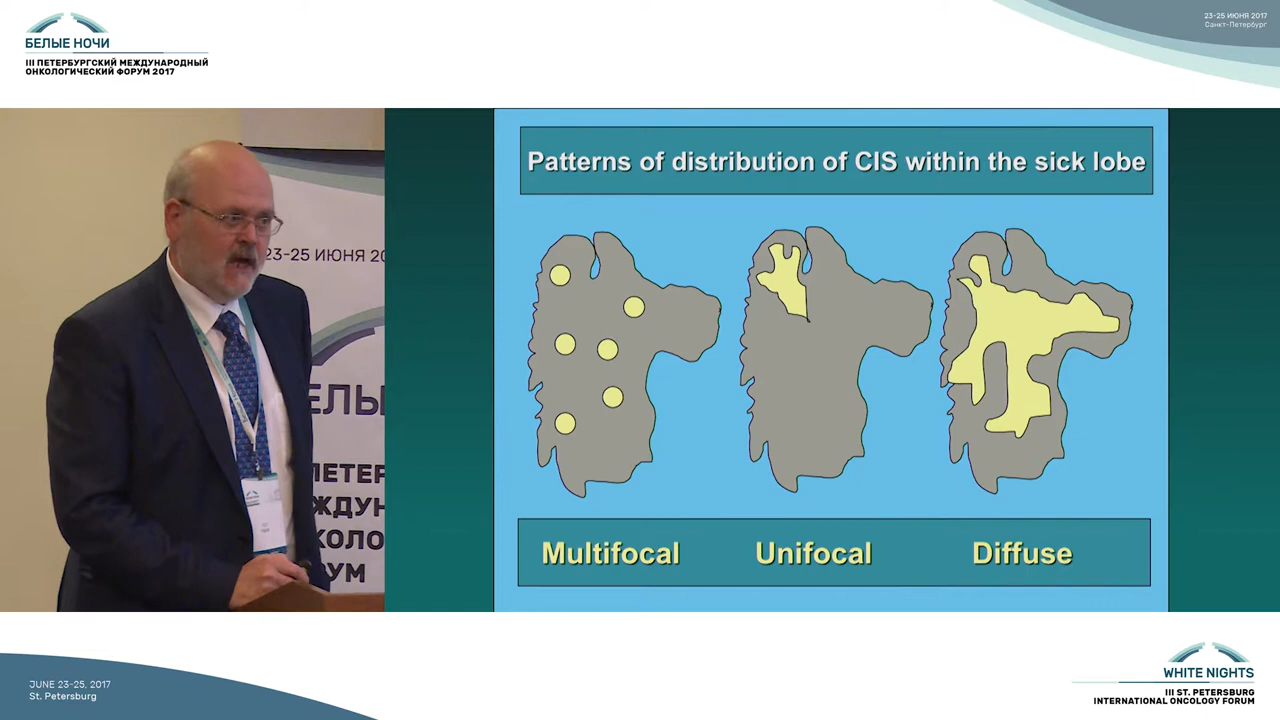 БЕЛЫЕ НОЧИ
III ПЕТЕРБУРГСКИЙ МЕЖДУНАРОДНЫЙ
ОНКОЛОГИЧЕСКИЙ ФОРУМ 2017
23-25 ИЮНЯ 2017
Санкт-Петербург
Patterns of distribution of CIS within the sick lobe
23-25 ИЮНЯ 20
ЕЛЫ
ПЕТЕР
ЖДУН
КОЛО
УМ
Multifocal Unifocal Diffuse
JUNE 23-25, 2017
St. Petersburg
WHITE NIGHTS
III ST. PETERSBURG
INTERNATIONAL ONCOLOGY FORUM